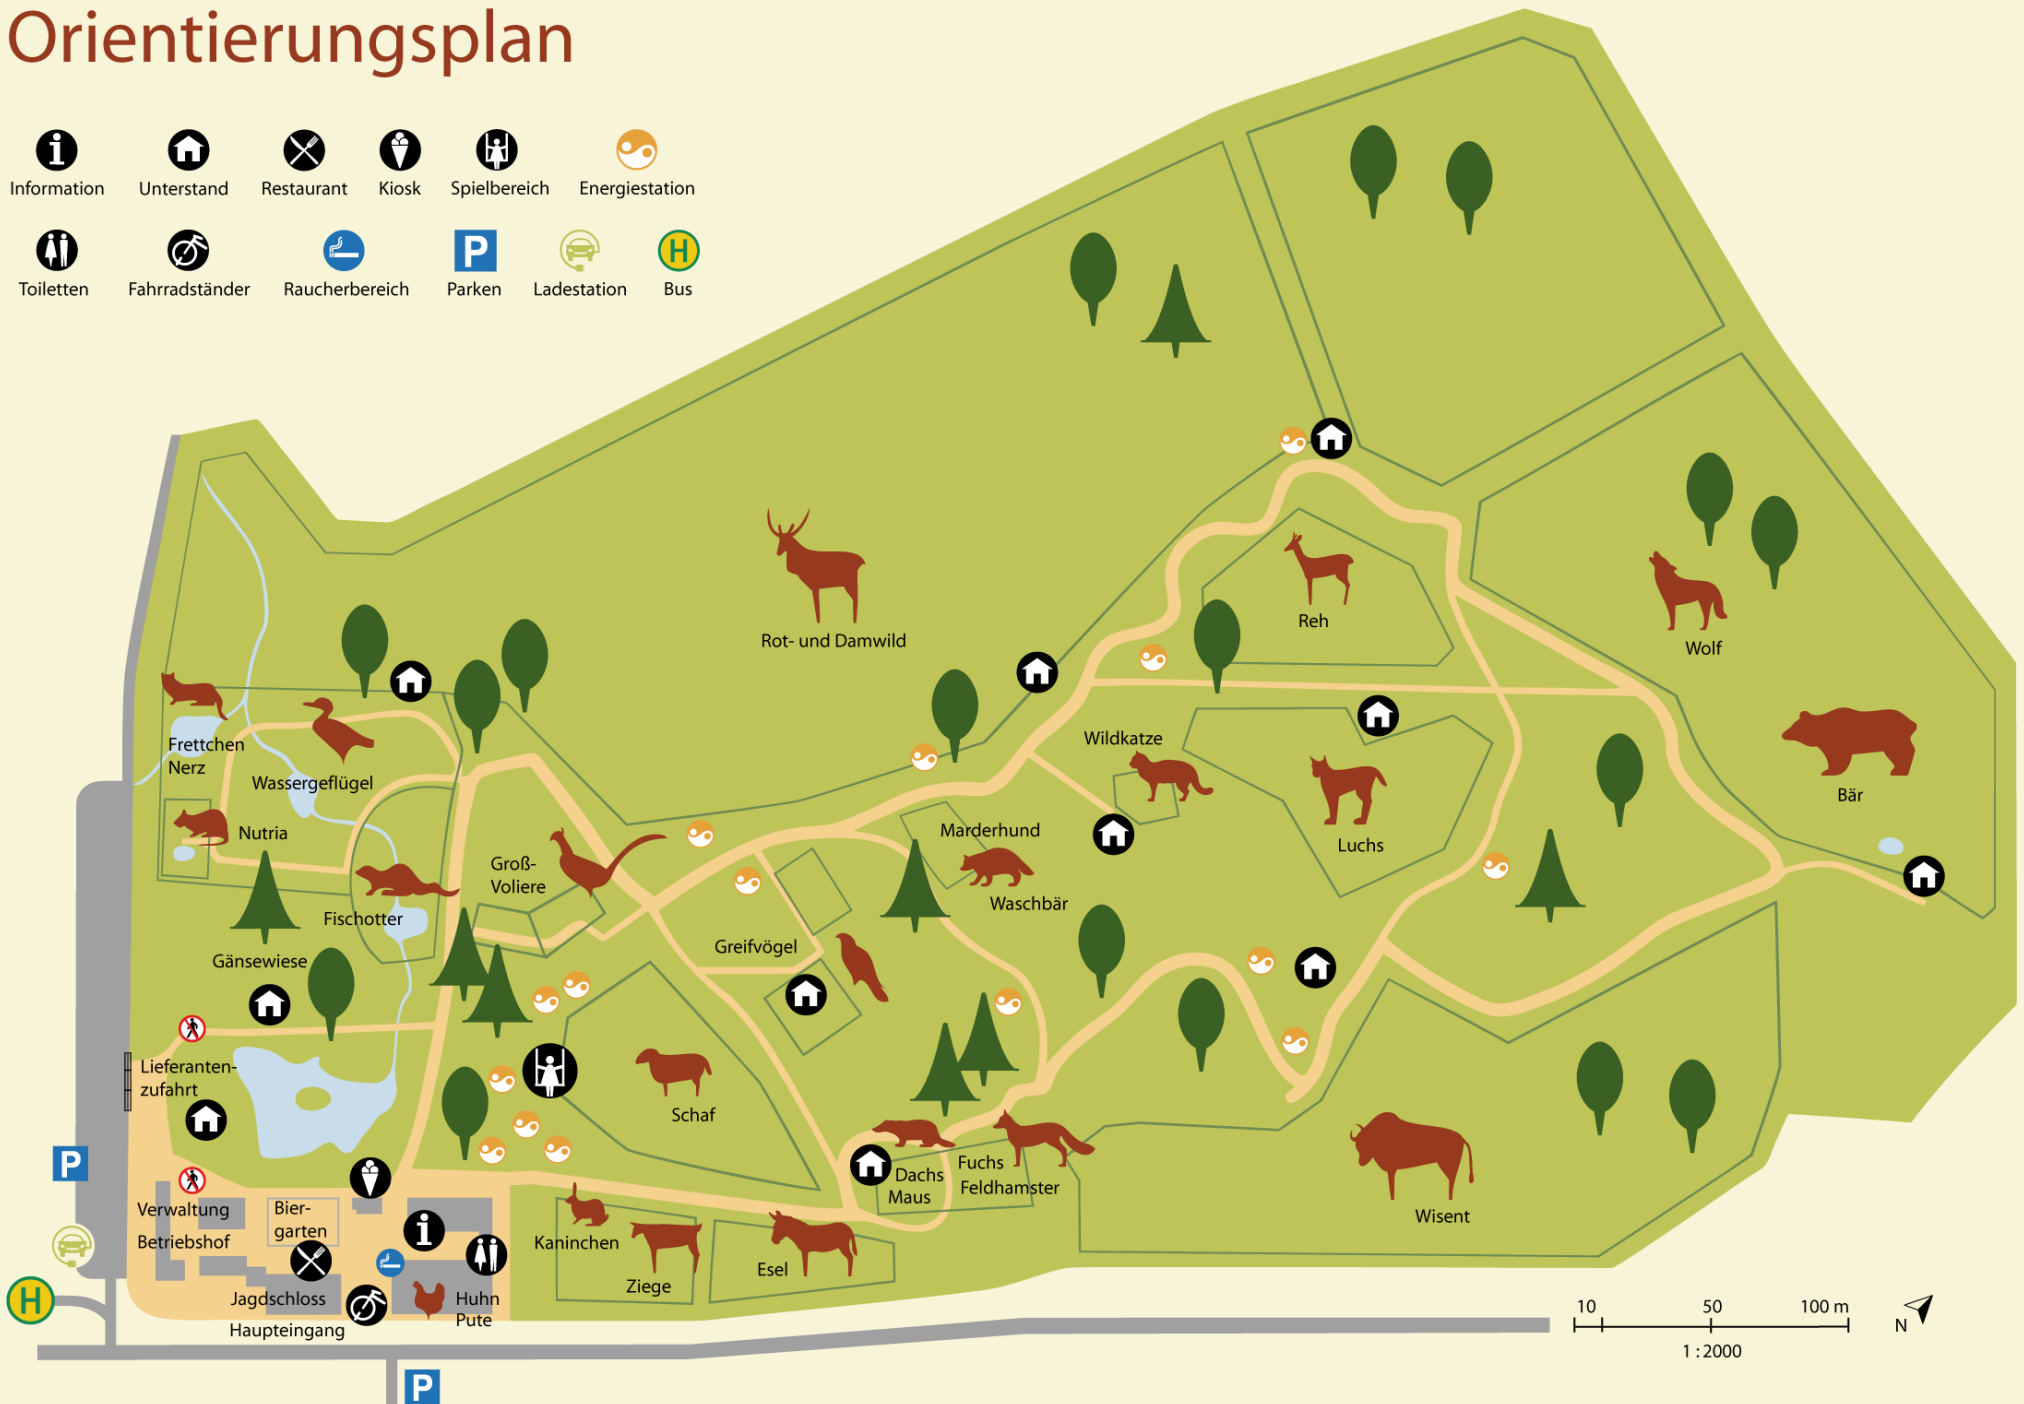 Orientierungsplan
Information
Unterstand
Restaurant
Kiosk
Spielbereich
Energiestation
Toiletten
Fahrradständer
Raucherbereich
P
Parken
Ladestation
H
Bus
Rot- und Damwild
Reh
Wolf
Bär
Frettchen
Nerz
Wassergeflügel
Nutria
Wildkatze
Luchs
Marderhund
Waschbär
Groß-
Voliere
Fischotter
Greifvögel
Gänsewiese
Lieferanten-
zufahrt
Schaf
Dachs
Maus
Fuchs
Feldhamster
Wisent
P
Verwaltung
Betriebshof
Bier-
garten
Kaninchen
Ziege
Esel
H
Jagdschloss
Haupteingang
Huhn
Pute
P
10 50 100 m
1 : 2000
N